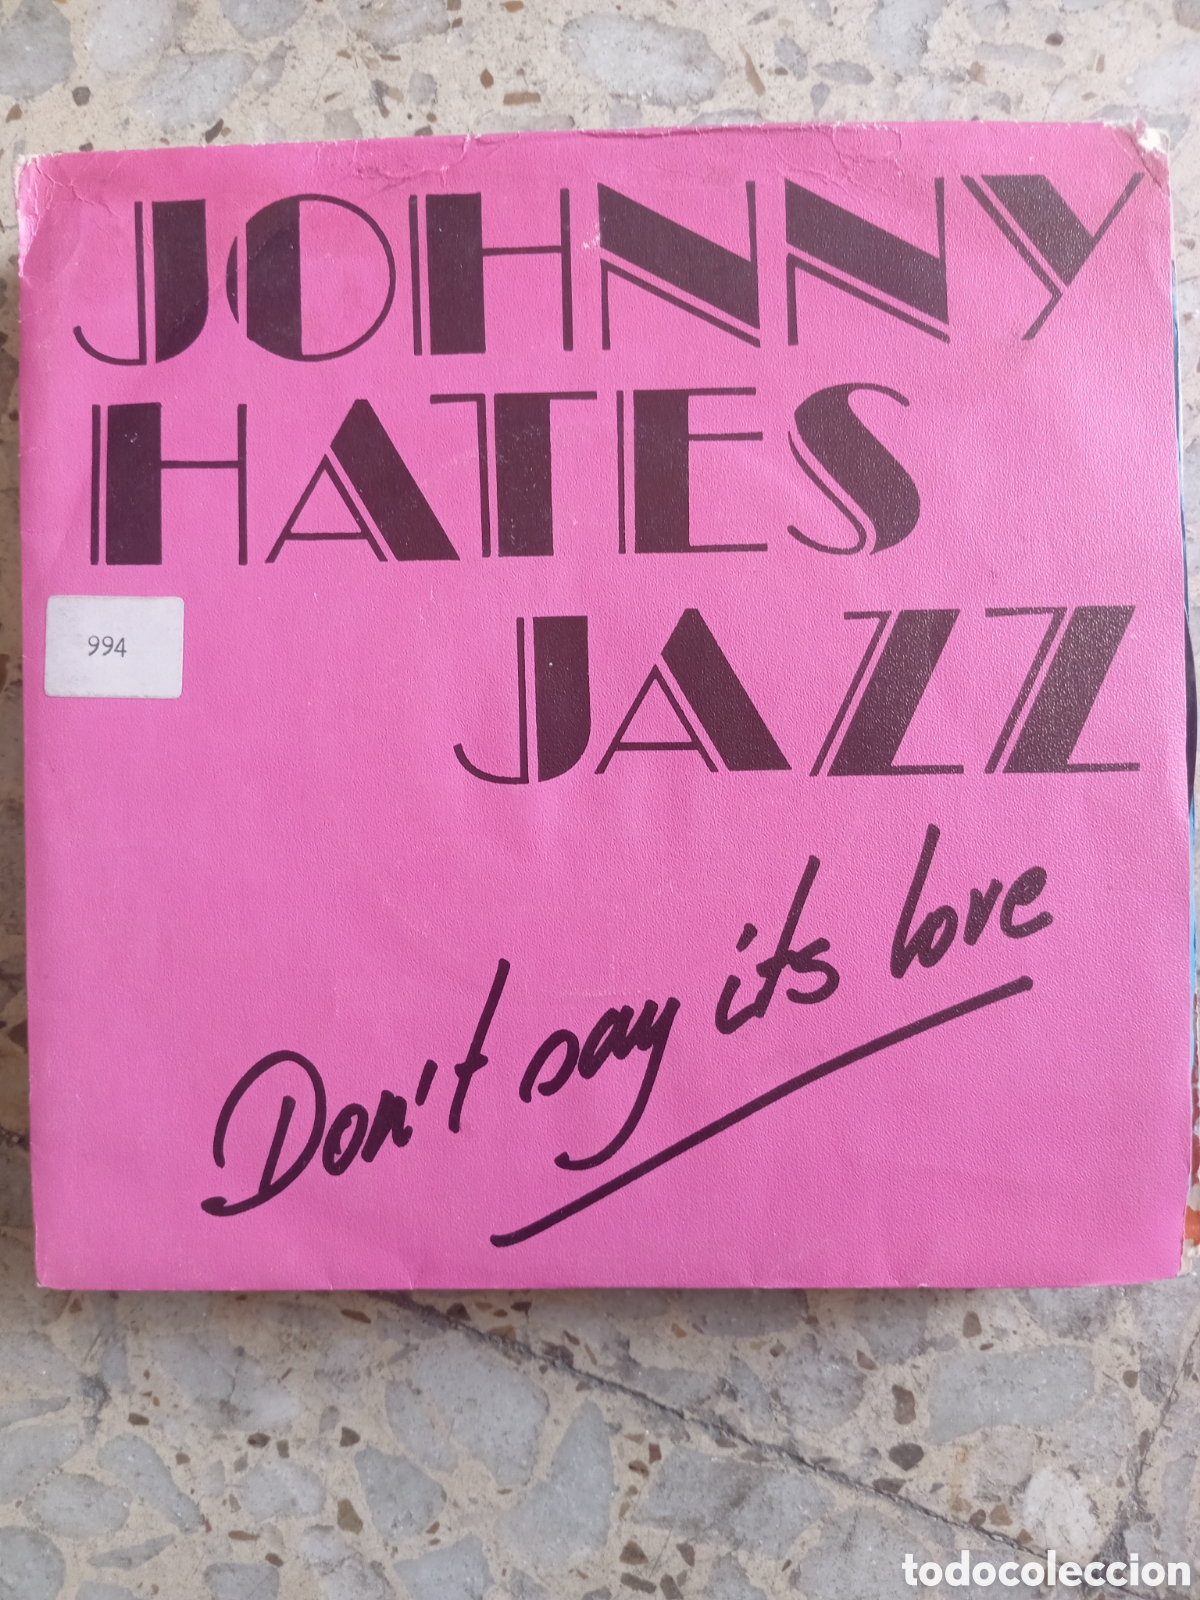 JOHNNY
HATES
JAZZ
994
Don't say its love
todocoleccion